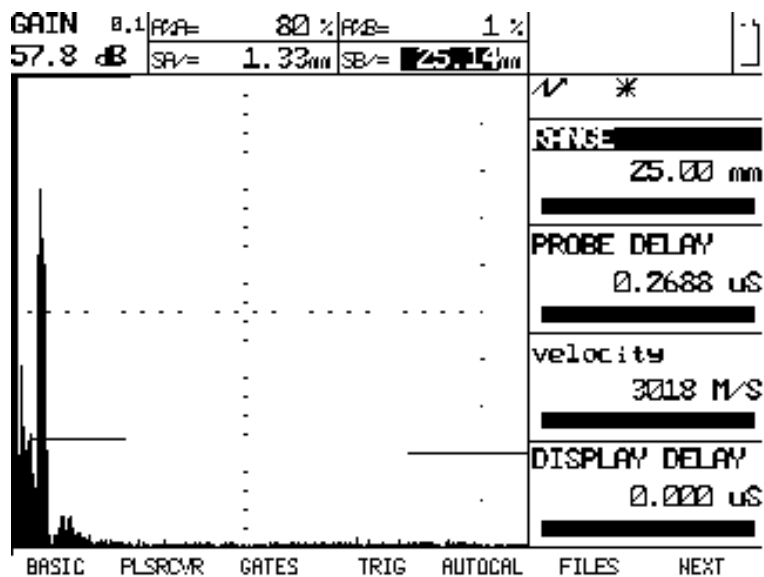 GAIN 0.1 A%A= 80 % A%B= 1 %
57.8 dB SA/= 1.33mm SB/= 25.14mm
RANGE
25.00 mm
PROBE DELAY
0.2688 uS
velocity
3018 M/S
DISPLAY DELAY
0.000 uS
BASIC PLSRCVR GATES TRIG AUTOCAL FILES NEXT